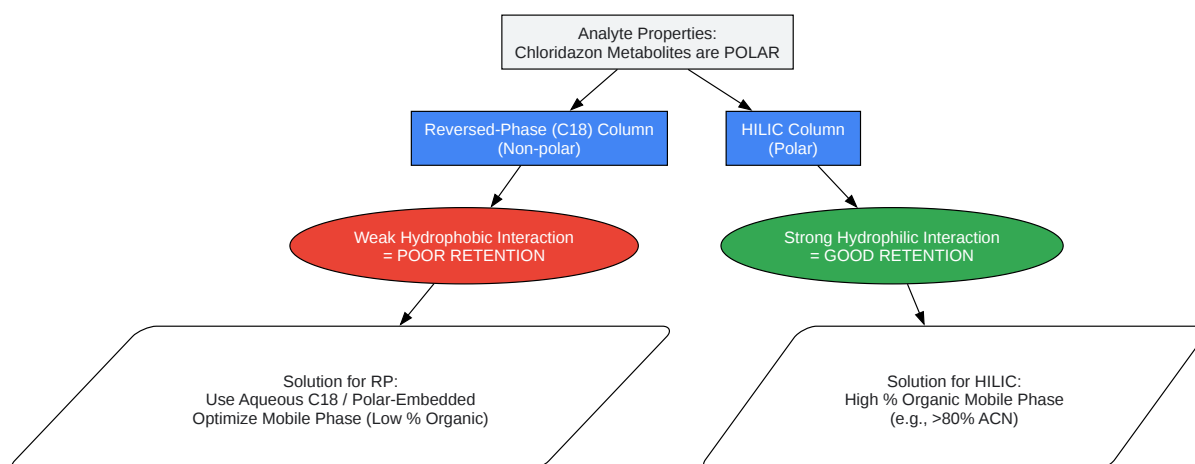 Analyte Properties:
Chloridazon Metabolites are POLAR
Reversed-Phase (C18) Column
(Non-polar)
HILIC Column
(Polar)
Weak Hydrophobic Interaction
= POOR RETENTION
Strong Hydrophilic Interaction
= GOOD RETENTION
Solution for RP:
Use Aqueous C18 / Polar-Embedded
Optimize Mobile Phase (Low % Organic)
Solution for HILIC:
High % Organic Mobile Phase
(e.g., >80% ACN)